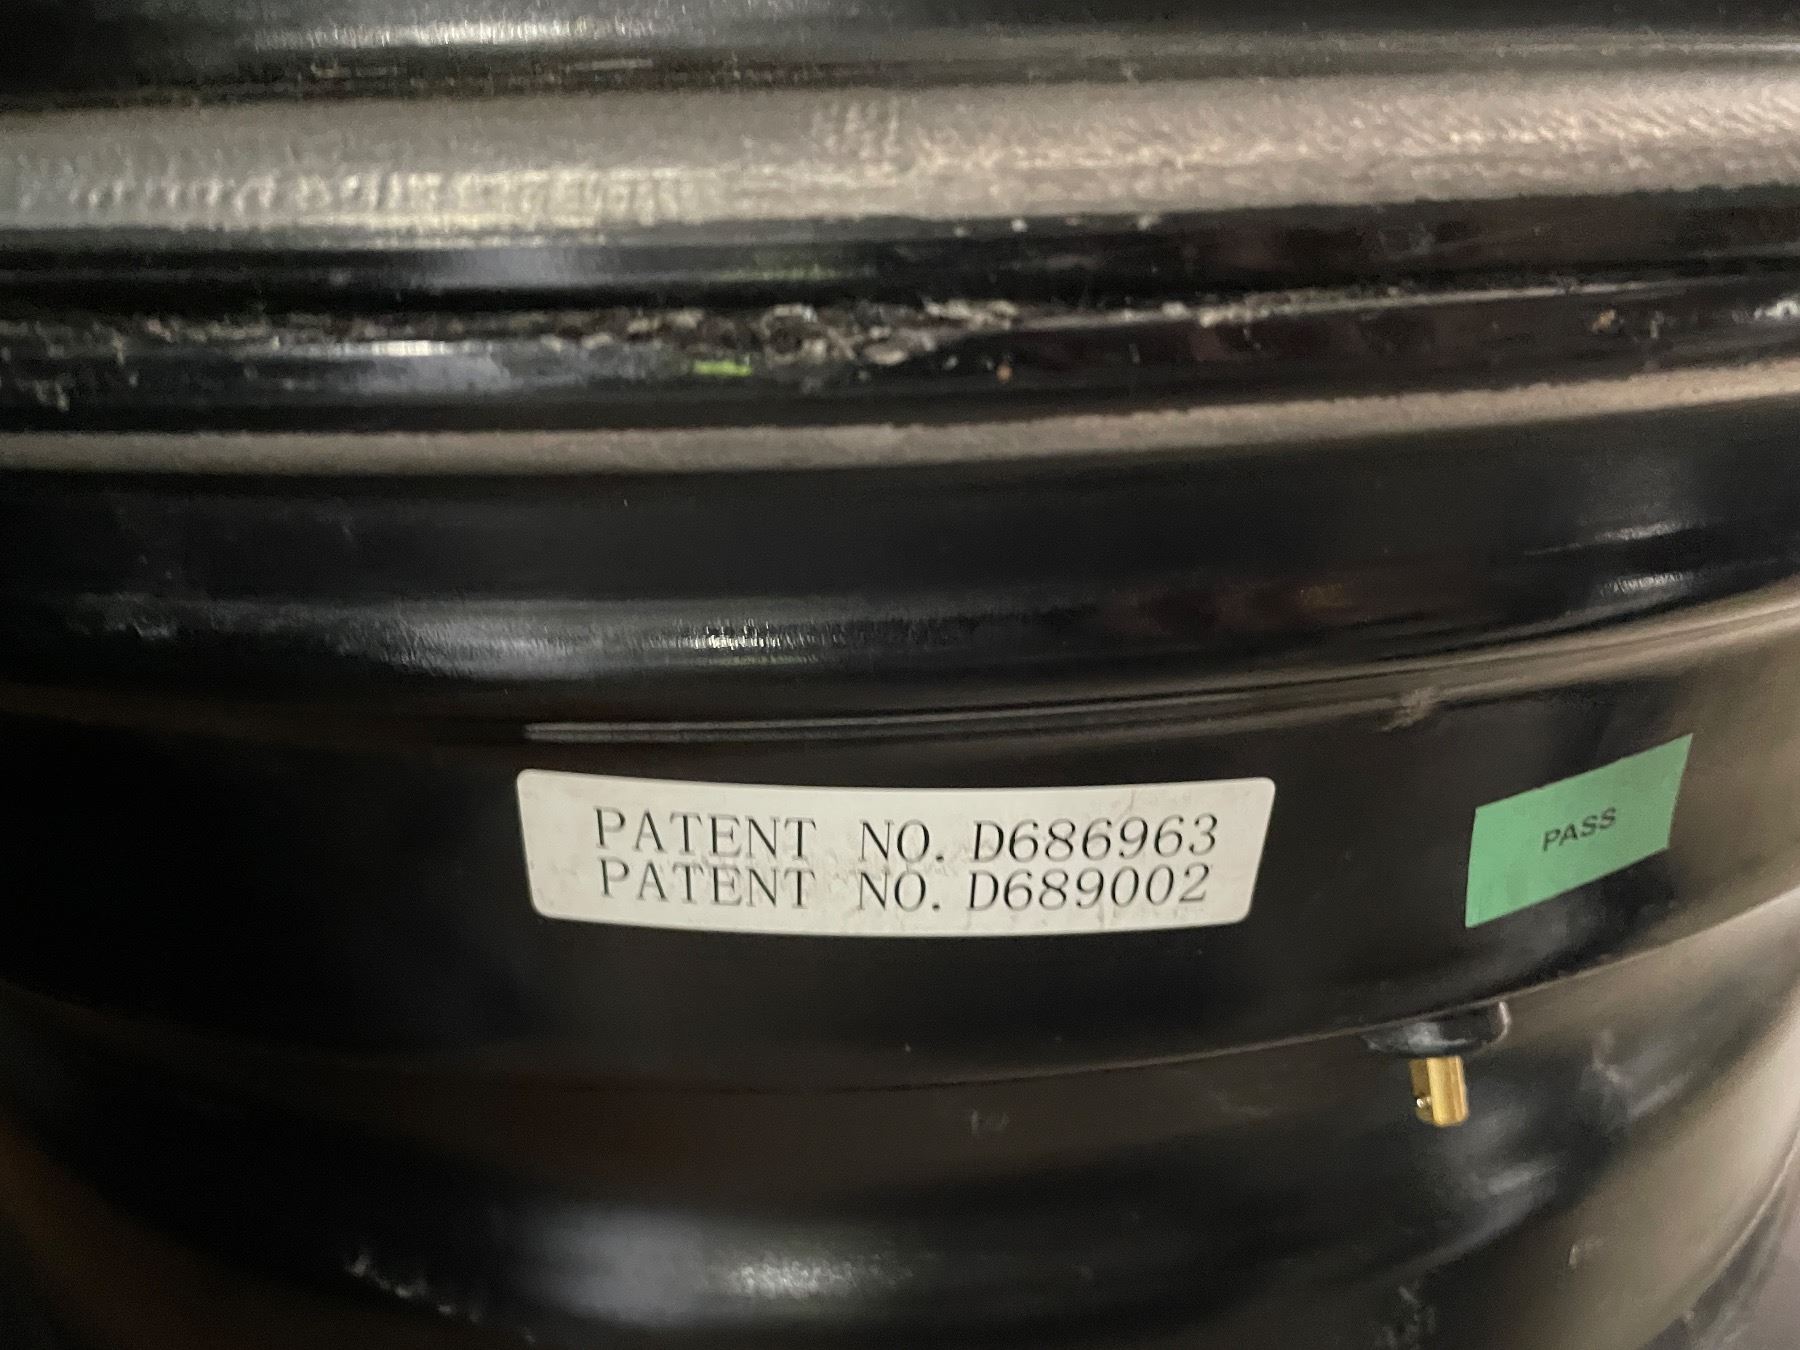 PATENT NO. D686963
PATENT NO. D689002
PASS